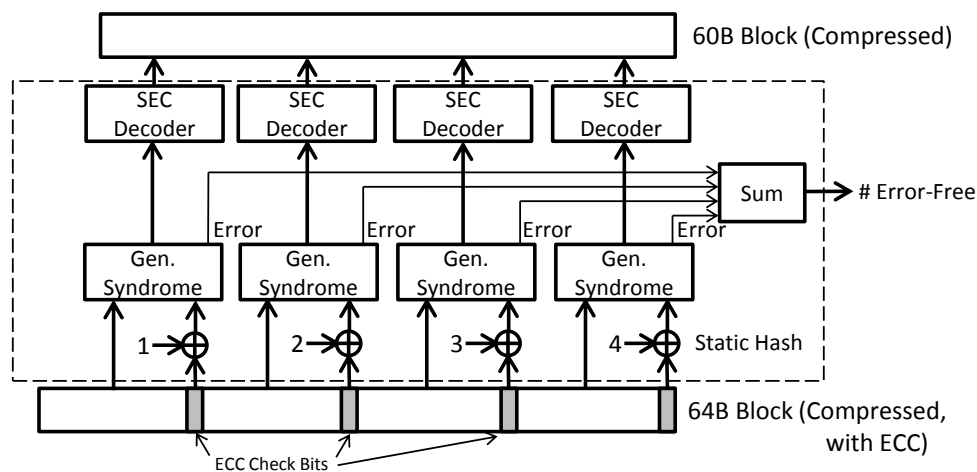 60B Block (Compressed)
SEC Decoder
SEC Decoder
SEC Decoder
SEC Decoder
Sum
# Error-Free
Error
Error
Error
Error
Gen. Syndrome
Gen. Syndrome
Gen. Syndrome
Gen. Syndrome
1
2
3
4
Static Hash
64B Block (Compressed,
with ECC)
ECC Check Bits